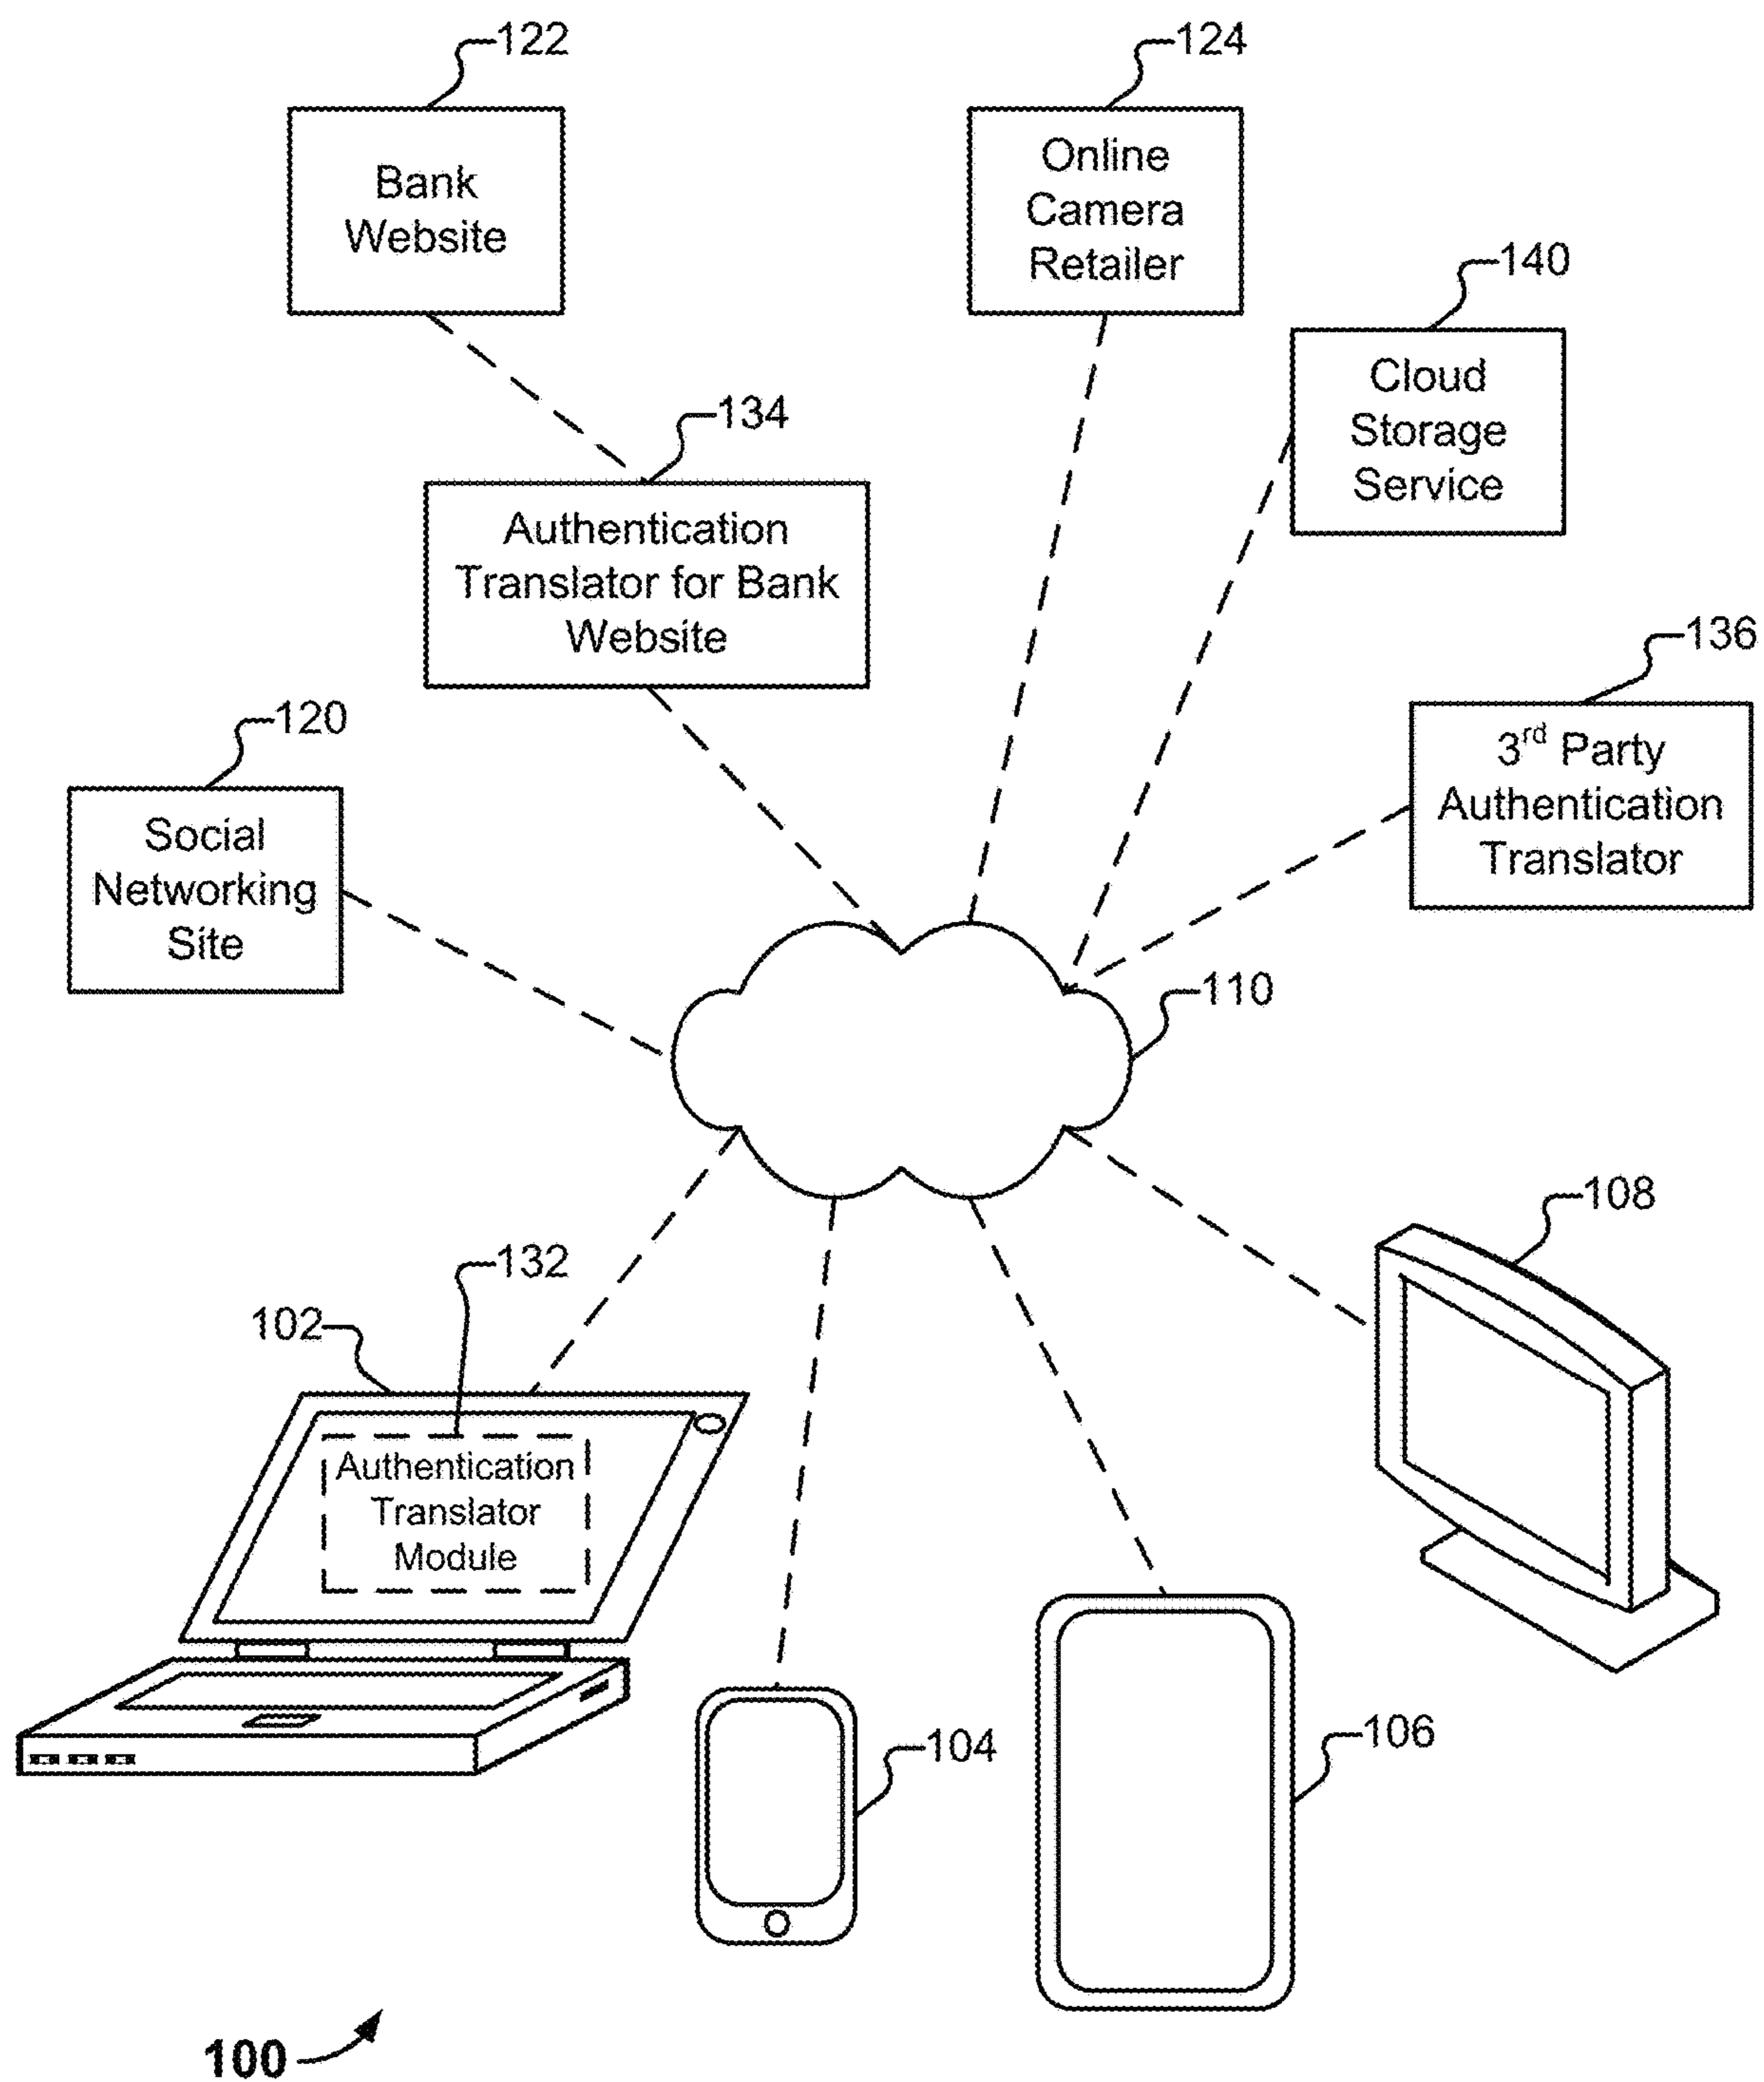 122
124
Bank
Website
Online
Camera
Retailer
140
Cloud
Storage
Service
134
Authentication
Translator for Bank
Website
136
3rd Party
Authentication
Translator
120
Social
Networking
Site
110
108
132
102
Authentication
Translator
Module
104
106
100